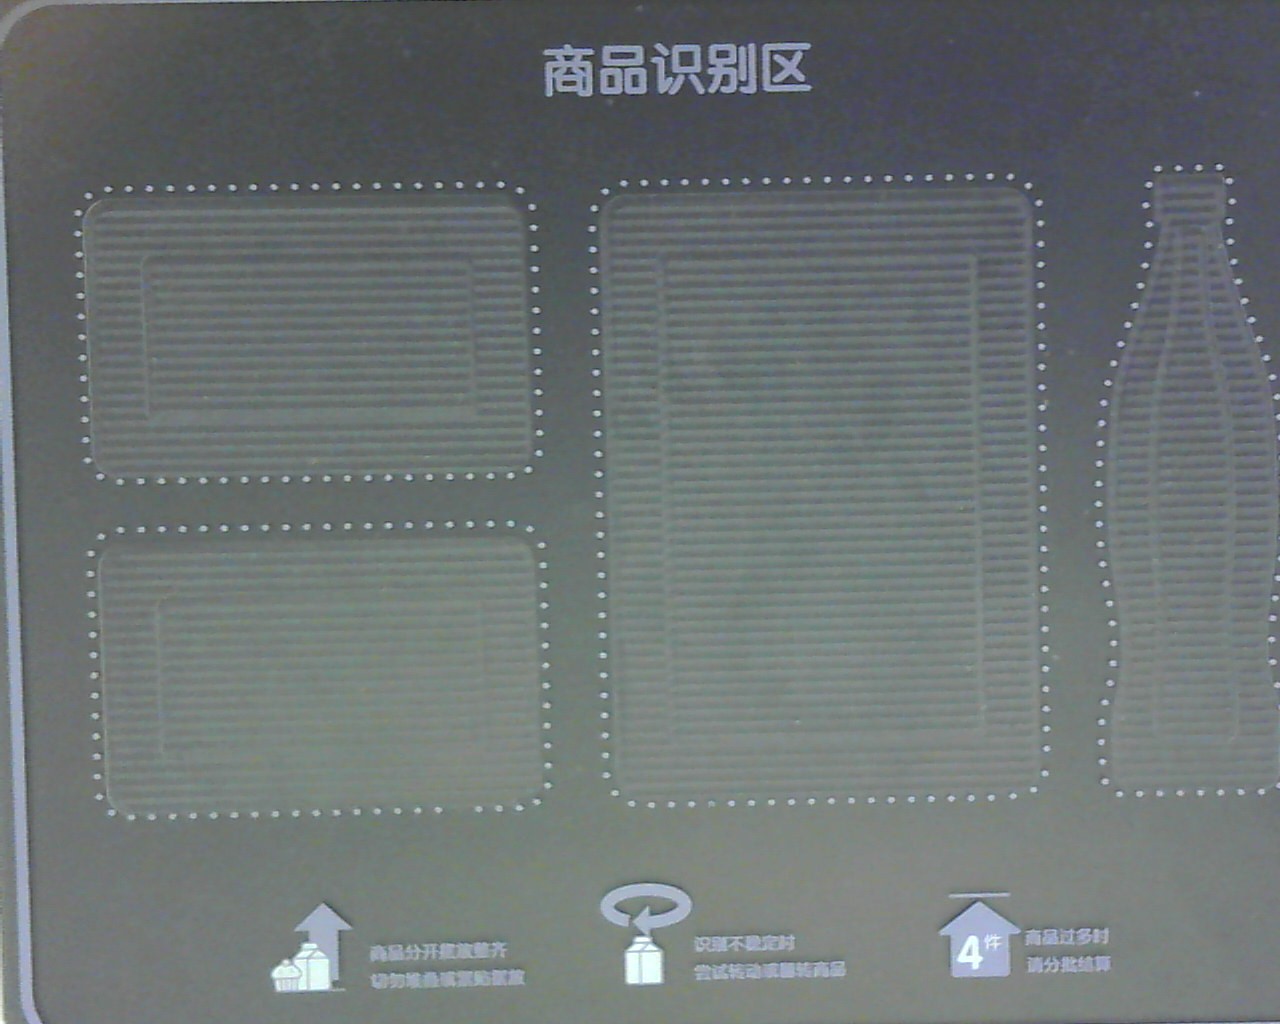 商品识别区
商品分开摆放整齐
切勿堆叠或紧贴摆放
识别不稳定时
尝试转动或翻转商品
4件
商品过多时
请分批结算